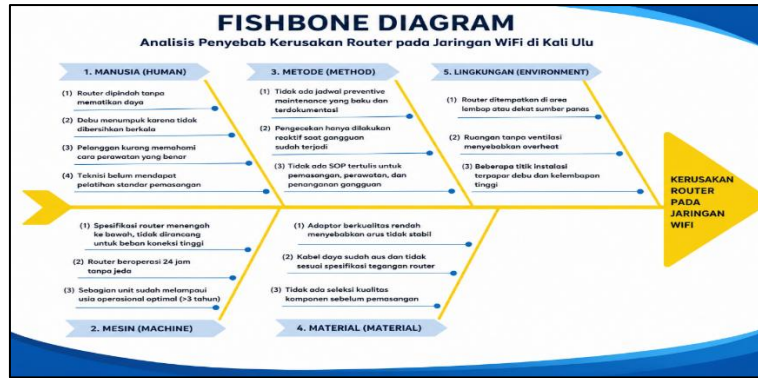 FISHBONE DIAGRAM
Analisis Penyebab Kerusakan Router pada Jaringan WiFi di Kali Ulu
1. MANUSIA (HUMAN)
(1) Router dipindah tanpa
mematikan daya
(2) Debu menumpuk karena tidak
dibersihkan berkala
(3) Pelanggan kurang memahami
cara perawatan yang benar
(4) Teknisi belum mendapat
pelatihan standar pemasangan
3. METODE (METHOD)
(1) Tidak ada jadwal preventive
maintenance yang baku dan
terdokumentasi
(2) Pengecekan hanya dilakukan
reaktif saat gangguan
sudah terjadi
(3) Tidak ada SOP tertulis untuk
pemasangan, perawatan, dan
penanganan gangguan
5. LINGKUNGAN (ENVIRONMENT)
(1) Router ditempatkan di area
lembap atau dekat sumber panas
(2) Ruangan tanpa ventilasi
menyebabkan overheat
(3) Beberapa titik instalasi
terpapar debu dan kelembapan
tinggi
KERUSAKAN
ROUTER
PADA
JARINGAN
WIFI
(1) Spesifikasi router menengah
ke bawah, tidak dirancang
untuk beban koneksi tinggi
(2) Router beroperasi 24 jam
tanpa jeda
(3) Sebagian unit sudah melampaui
usia operasional optimal (>3 tahun)
2. MESIN (MACHINE)
(1) Adaptor berkualitas rendah
menyebabkan arus tidak stabil
(2) Kabel daya sudah aus dan tidak
sesuai spesifikasi tegangan router
(3) Tidak ada seleksi kualitas
komponen sebelum pemasangan
4. MATERIAL (MATERIAL)